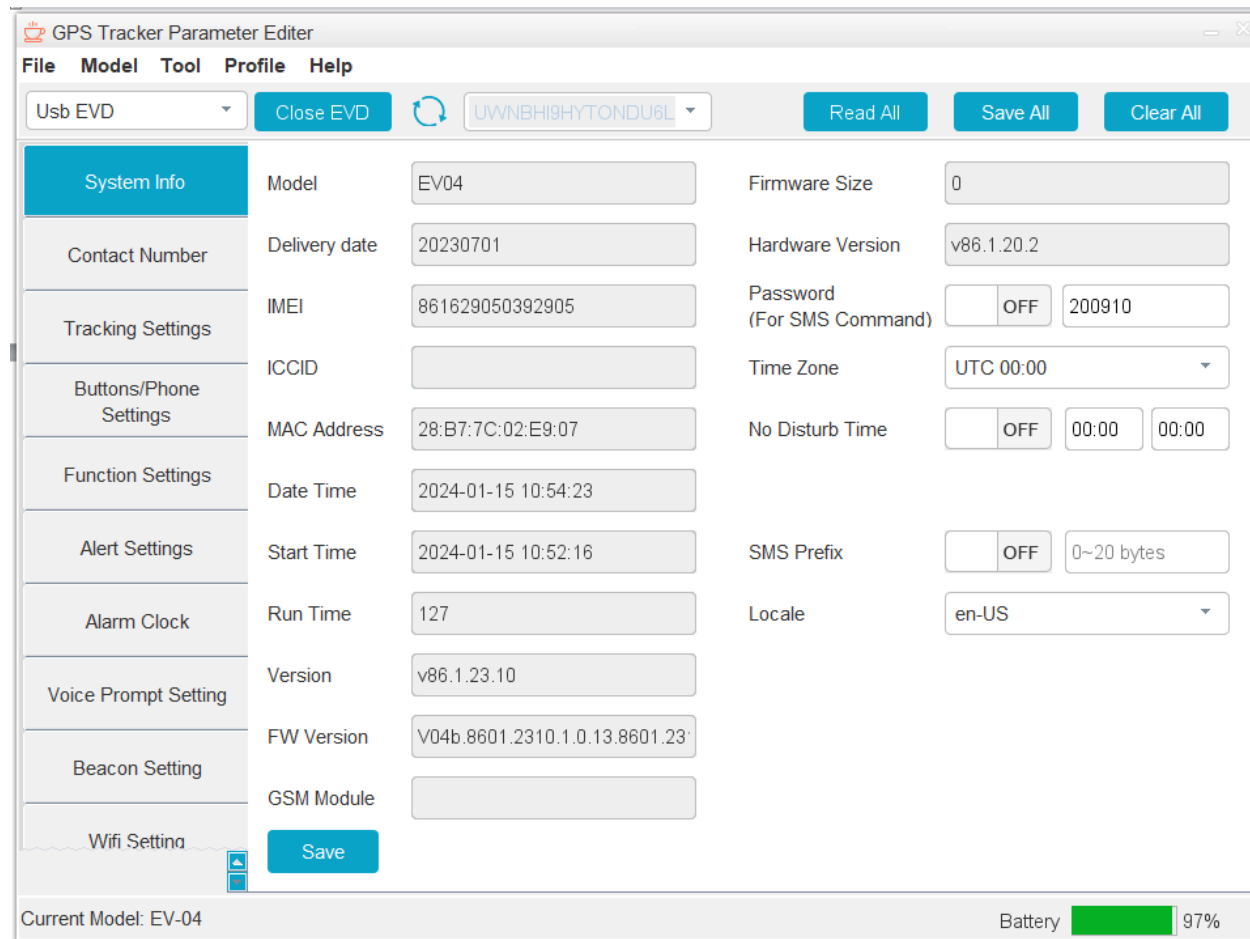 GPS Tracker Parameter Editer
File Model Tool Profile Help
Usb EVD Close EVD UWNBHI9HYTONDU6L Read All Save All Clear All
System Info
Contact Number
Tracking Settings
Buttons/Phone
Settings
Function Settings
Alert Settings
Alarm Clock
Voice Prompt Setting
Beacon Setting
Wifi Setting
Model EV04
Delivery date 20230701
IMEI 861629050392905
ICCID
MAC Address 28:B7:7C:02:E9:07
Date Time 2024-01-15 10:54:23
Start Time 2024-01-15 10:52:16
Run Time 127
Version v86.1.23.10
FW Version V04b.8601.2310.1.0.13.8601.231
GSM Module
Save
Firmware Size 0
Hardware Version v86.1.20.2
Password
(For SMS Command) OFF 200910
Time Zone UTC 00:00
No Disturb Time OFF 00:00 00:00
SMS Prefix OFF 0~20 bytes
Locale en-US
Current Model: EV-04
Battery 97%